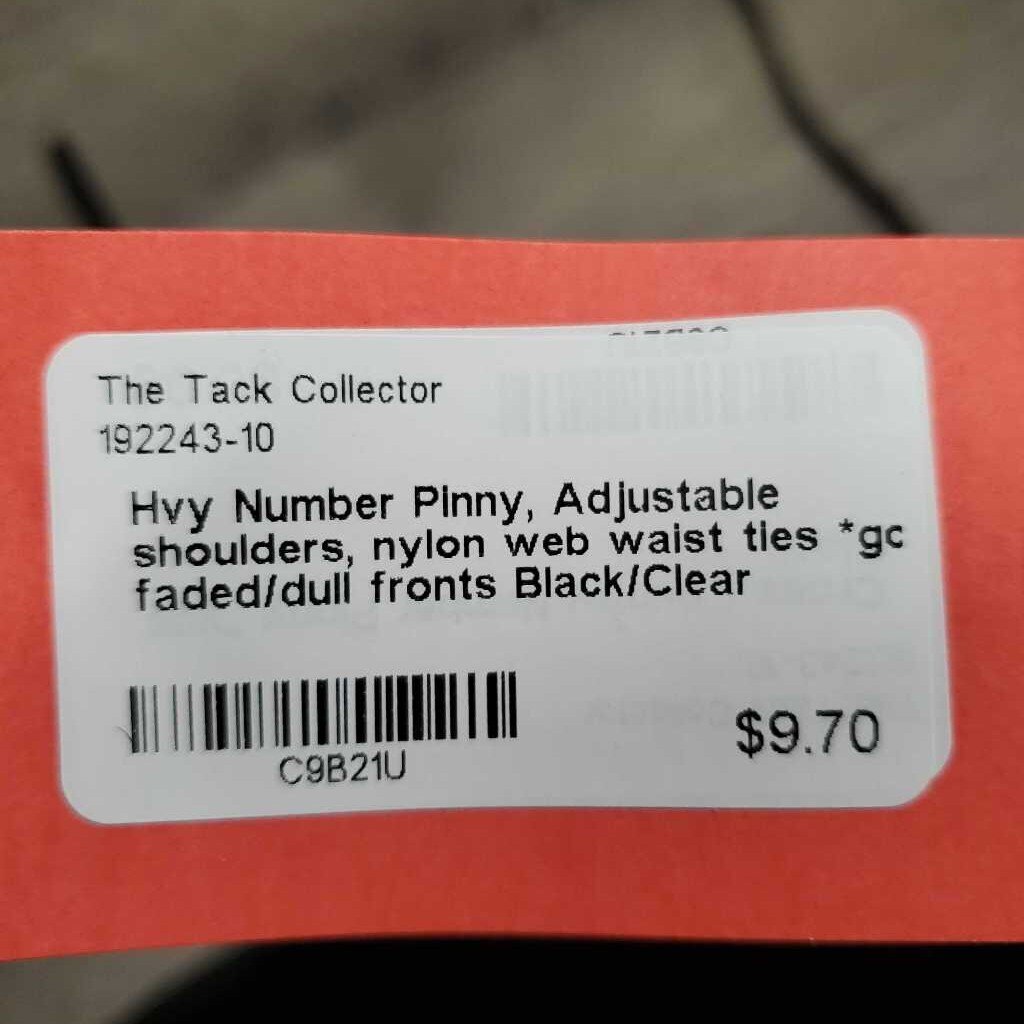 The Tack Collector
192243-10
Hvy Number Pinny, Adjustable
shoulders, nylon web waist ties *gc
faded/dull fronts Black/Clear
C9B21U
$9.70